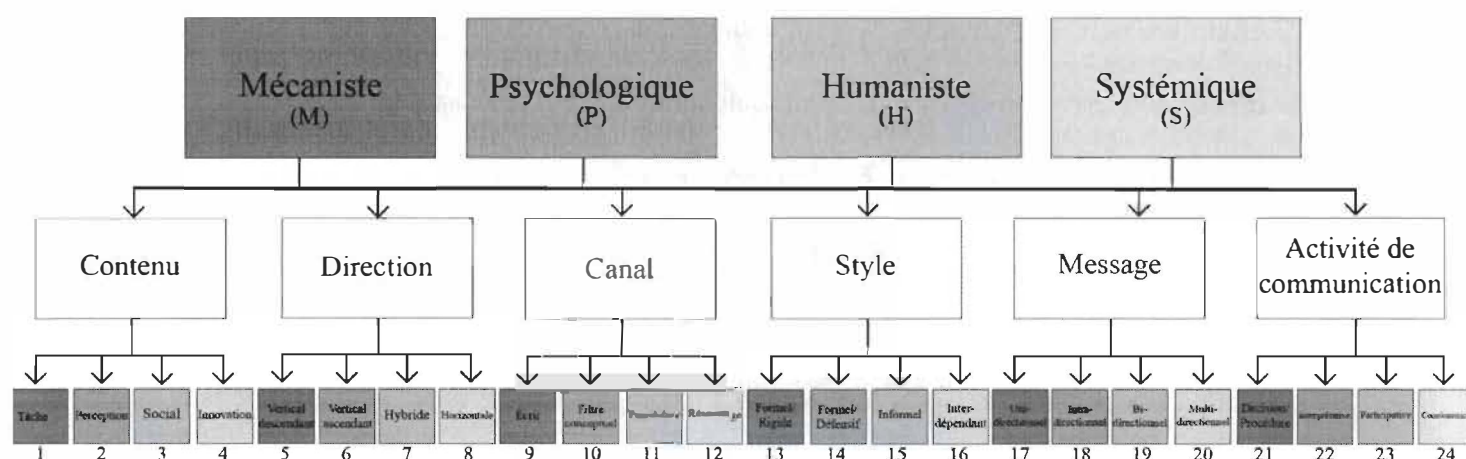 Mécaniste
(M)
Psychologique
(P)
Humaniste
(H)
Systémique
(S)
Contenu
Direction
Canal
Style
Message
Activité de
communication
Tâche
Perception
Social
Innovation
Vertical
descendant
Vertical
ascendant
Hybride
Horizontale
Écrit
Filtre
conceptuel
Réseautage
Formel/
Rigide
Formel/
Défensif
Informel
Inter-
dépendant
Uni-
directionnel
Intra-
directionnel
Bi-
directionnel
Multi-
directionnel
Décision/
Procédure
Participative
1 2 3 4 5 6 7 8 9 10 11 12 13 14 15 16 17 18 19 20 21 22 23 24